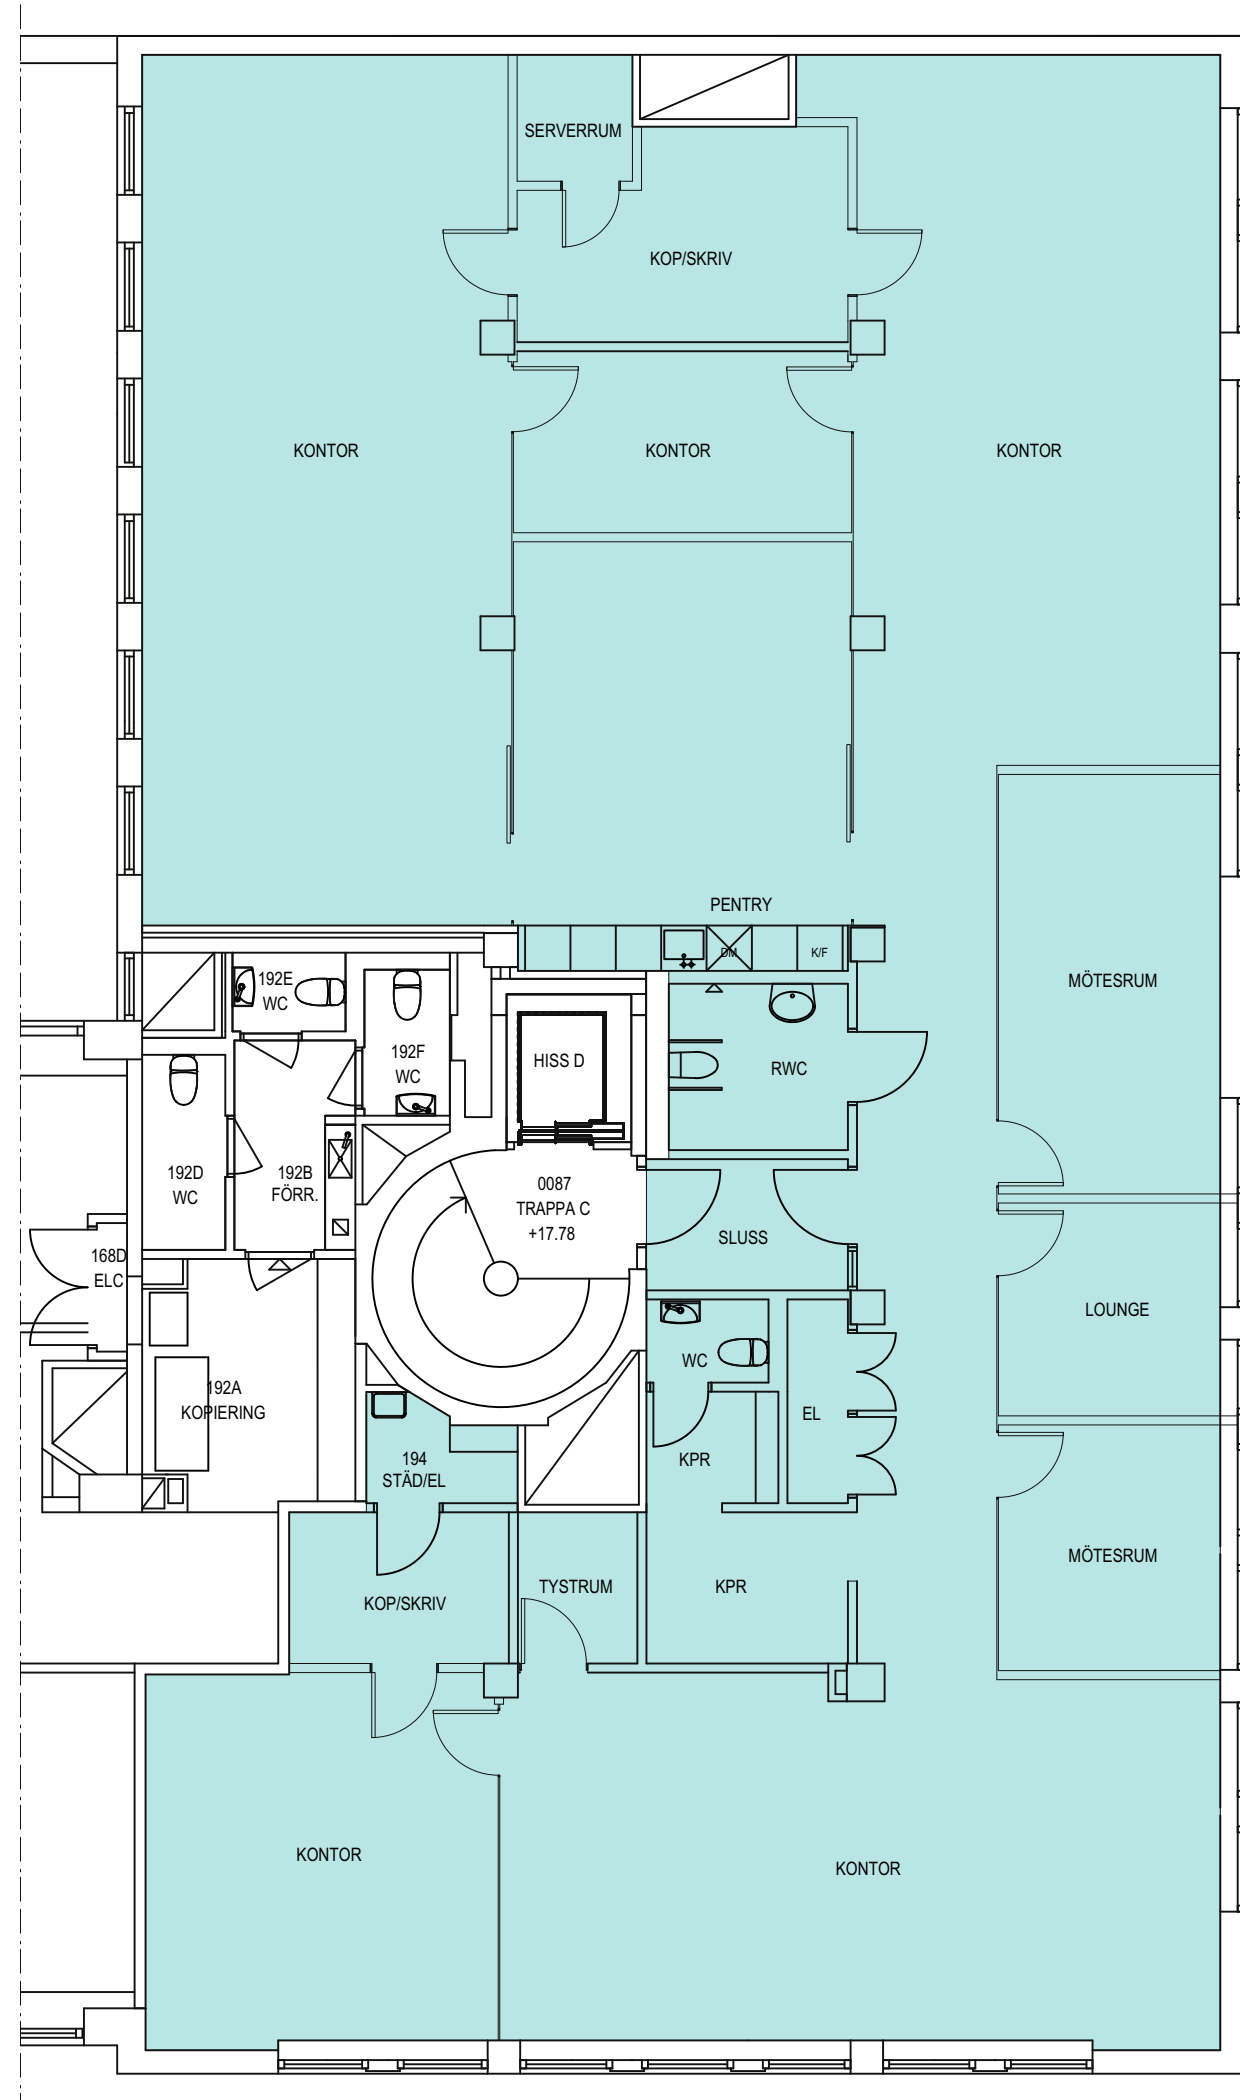 SERVERRUM
KOP/SKRIV
KONTOR
KONTOR
KONTOR
PENTRY
DM
K/F
192E
WC
MÖTESRUM
192F
WC
HISS D
RWC
192D
WC
192B
FÖRR.
0087
TRAPPA C
+17.78
SLUSS
168D
ELC
LOUNGE
WC
192A
KOPIERING
EL
194
STÄD/EL
KPR
MÖTESRUM
TYSTRUM
KPR
KOP/SKRIV
KONTOR
KONTOR